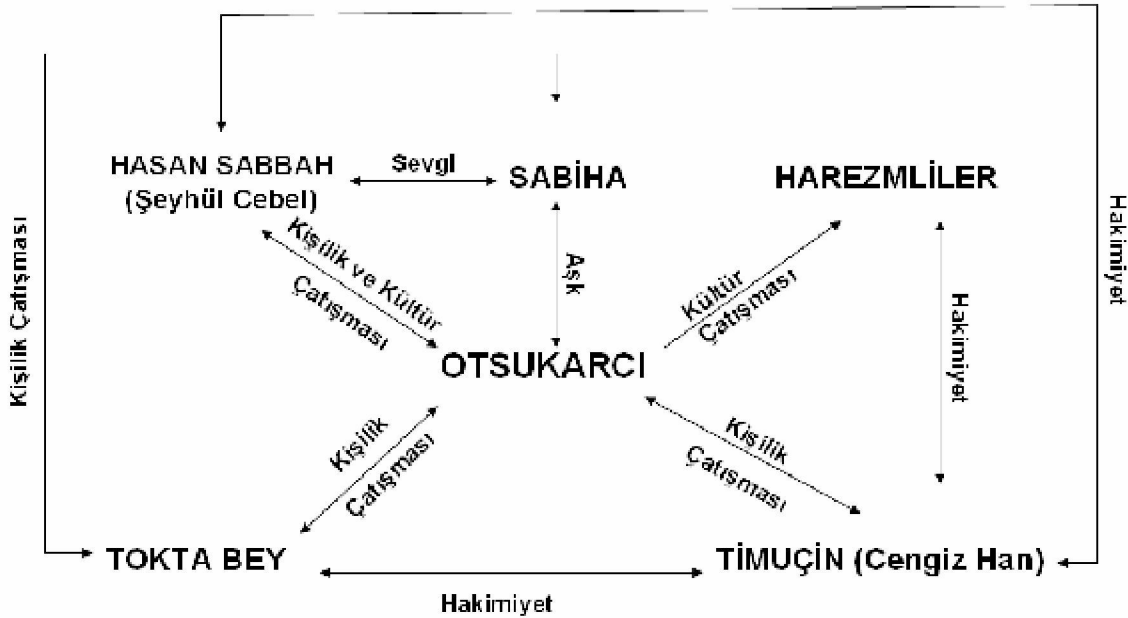 HASAN SABBAH
(Şeyhül Cebel)
Sevgi
SABİHA
HAREZMLİLER
Kişilik Çatışması
Kişilik ve Kültür
Çatışması
Aşk
Kültür
Çatışması
Hakimiyet
Hakimiyet
OTSUKARCI
Kişilik
Çatışması
Kişilik
Çatışması
TOKTA BEY
Hakimiyet
TİMUÇİN (Cengiz Han)